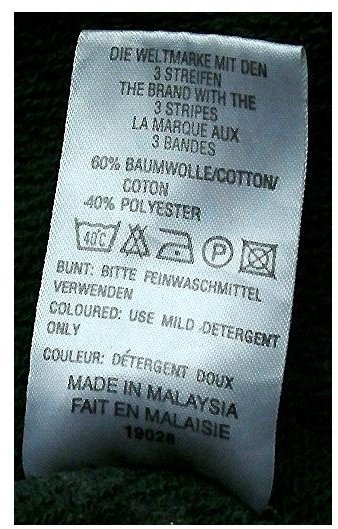 DIE WELTMARKE MIT DEN
3 STREIFEN
THE BRAND WITH THE
3 STRIPES
LA MARQUE AUX
3 BANDES
60% BAUMWOLLE/COTTON/
COTON
-40% POLYESTER
40°C P
BUNT: BITTE FEINWASCHMITTEL
VERWENDEN
COLOURED: USE MILD DETERGENT
ONLY
COULEUR: DÉTERGENT DOUX
MADE IN MALAYSIA
FAIT EN MALAISIE
19028